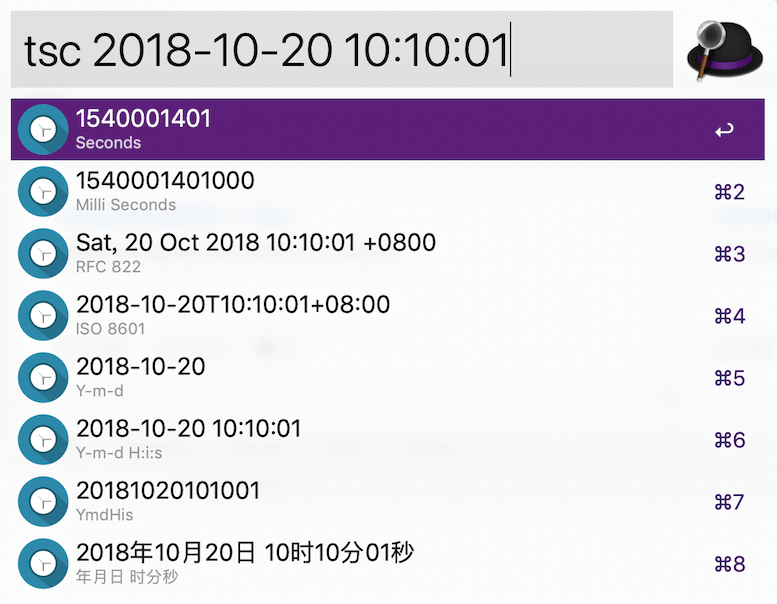 tsc 2018-10-20 10:10:01
1540001401
Seconds
1540001401000
Milli Seconds
⌘2
Sat, 20 Oct 2018 10:10:01 +0800
RFC 822
⌘3
2018-10-20T10:10:01+08:00
ISO 8601
⌘4
2018-10-20
Y-m-d
⌘5
2018-10-20 10:10:01
Y-m-d H:i:s
⌘6
20181020101001
YmdHis
⌘7
2018年10月20日 10时10分01秒
年月日 时分秒
⌘8